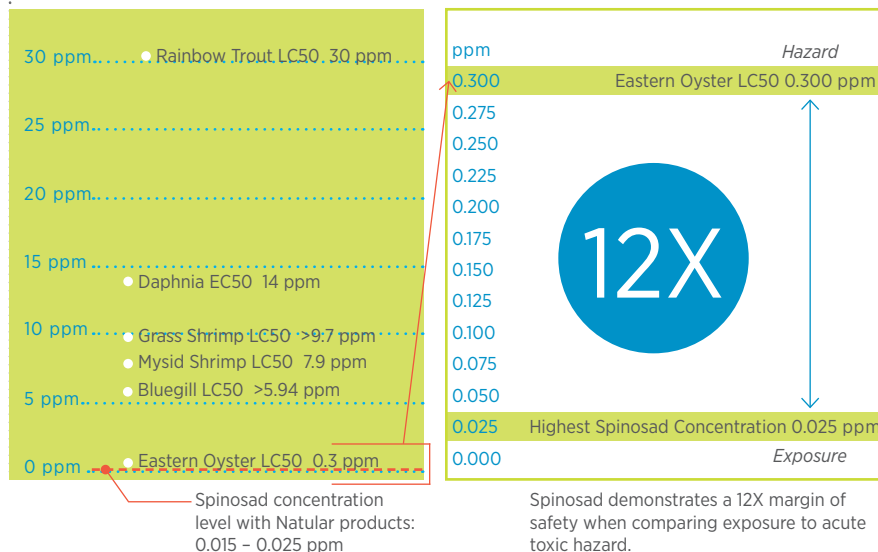 30 ppm
Rainbow Trout LC50 30 ppm
25 ppm
20 ppm
15 ppm
Daphnia EC50 14 ppm
10 ppm
Grass Shrimp LC50 >9.7 ppm
Mysid Shrimp LC50 7.9 ppm
Bluegill LC50 >5.94 ppm
5 ppm
Eastern Oyster LC50 0.3 ppm
0 ppm
Spinosad concentration
level with Natular products:
0.015 – 0.025 ppm
ppm
Hazard
0.300
Eastern Oyster LC50 0.300 ppm
0.275
0.250
0.225
0.200
0.175
0.150
0.125
0.100
0.075
0.050
12X
0.025
Highest Spinosad Concentration 0.025 ppm
0.000
Exposure
Spinosad demonstrates a 12X margin of
safety when comparing exposure to acute
toxic hazard.